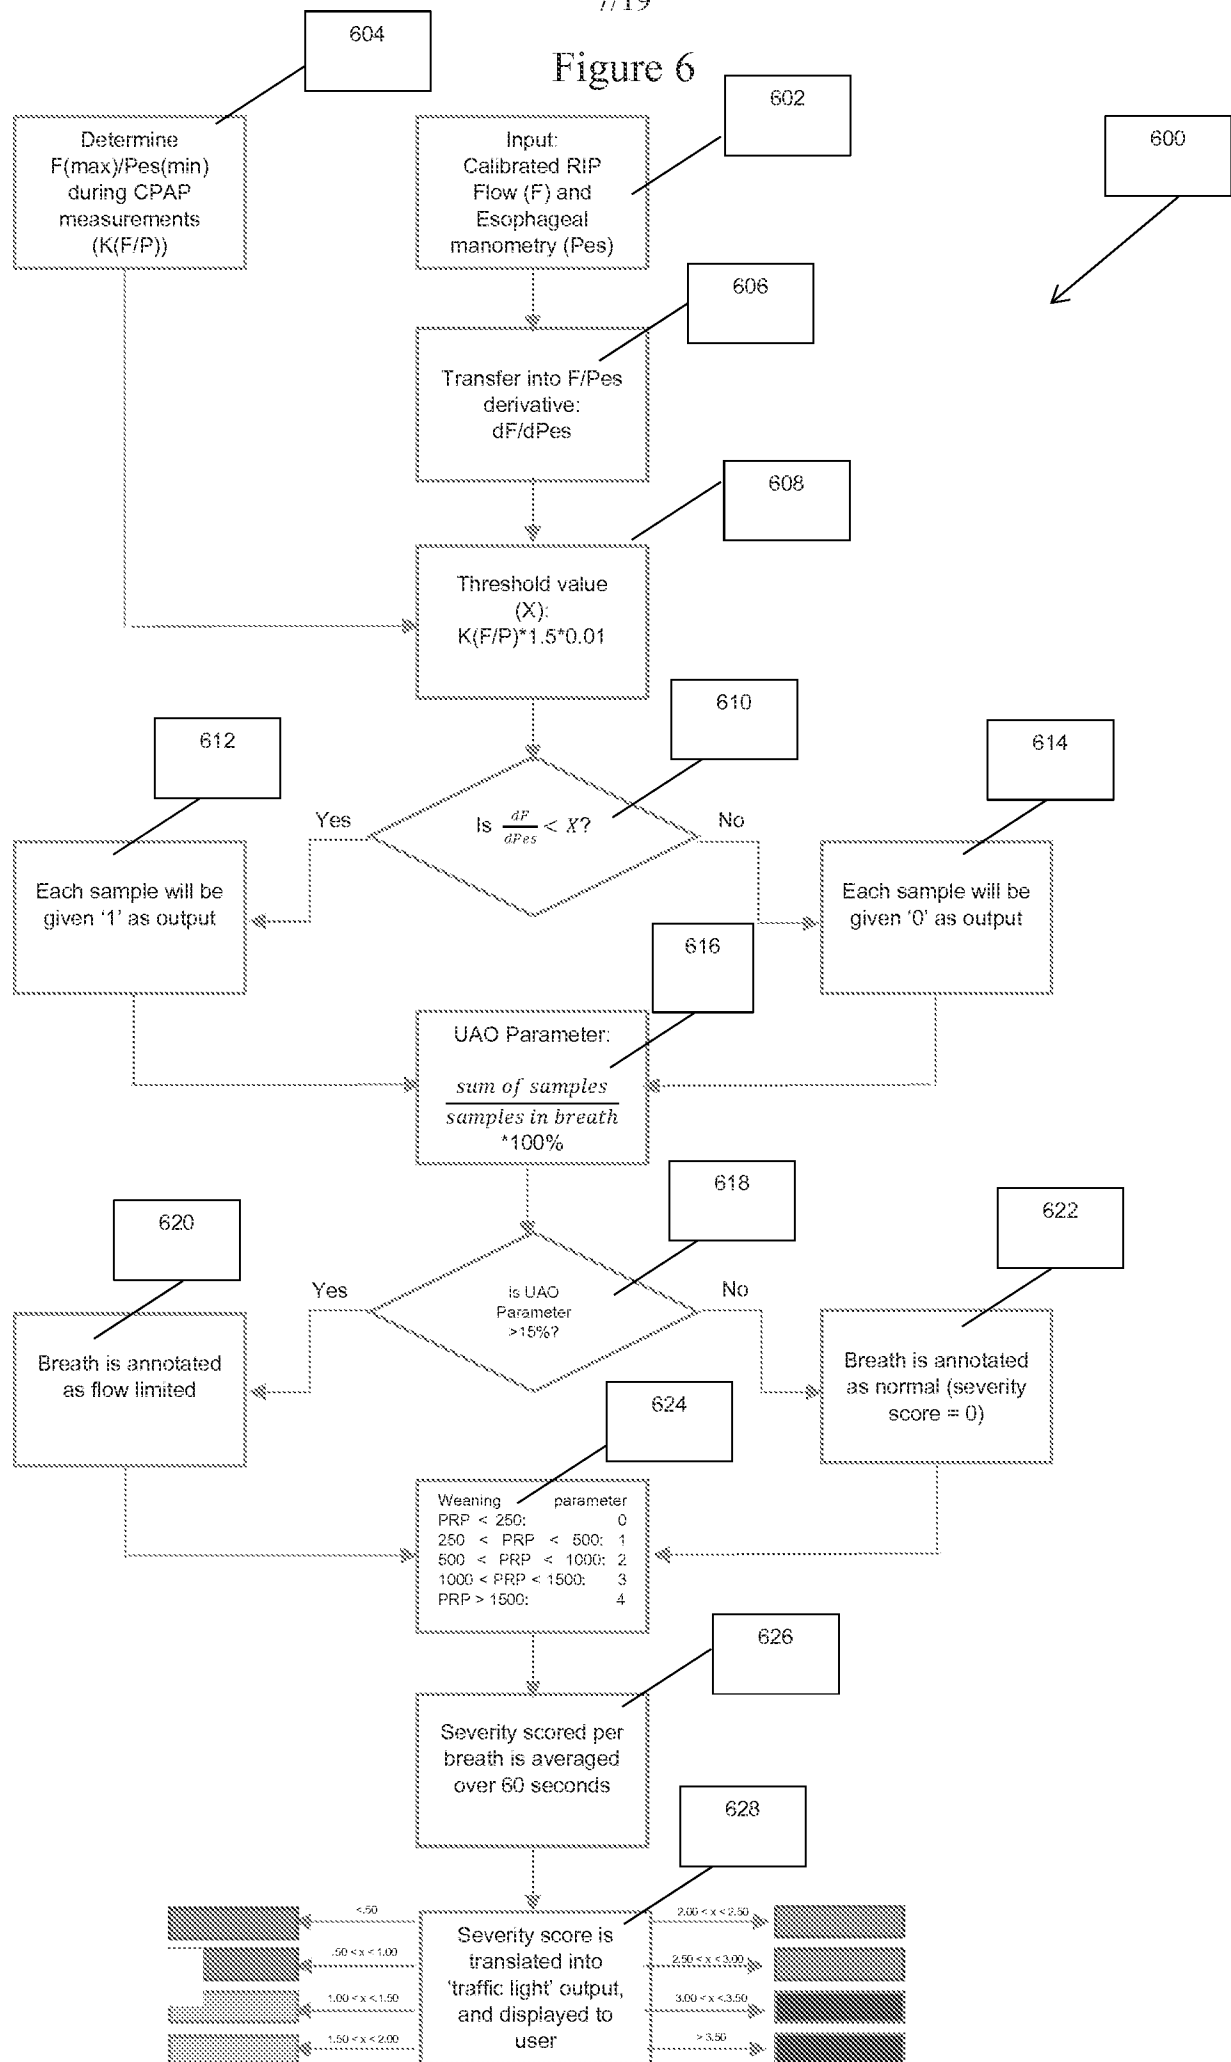 7/19
Figure 6
604
602
600
Determine
F(max)/Pes(min)
during CPAP
measurements
(K(F/P))
Input:
Calibrated RIP
Flow (F) and
Esophageal
manometry (Pes)
606
Transfer into F/Pes
derivative:
dF/dPes
608
Threshold value
(X):
K(F/P)*1.5*0.01
610
612
614
Yes
Is dF/dPes < X?
No
Each sample will be
given '1' as output
Each sample will be
given '0' as output
616
UAO Parameter:
sum of samples
samples in breath
*100%
618
620
622
Yes
Is UAO
Parameter
>15%?
No
Breath is annotated
as flow limited
Breath is annotated
as normal (severity
score = 0)
624
Weaning parameter
PRP < 250: 0
250 < PRP < 500: 1
500 < PRP < 1000: 2
1000 < PRP < 1500: 3
PRP > 1500: 4
626
Severity scored per
breath is averaged
over 60 seconds
628
Severity score is
translated into
'traffic light' output,
and displayed to
user
<.50
.50 < x < 1.00
1.00 < x < 1.50
1.50 < x < 2.00
2.00 < x < 2.50
2.50 < x < 3.00
3.00 < x < 3.50
> 3.50